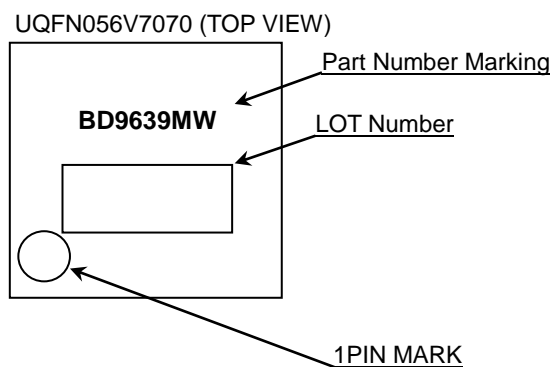 UQFN056V7070 (TOP VIEW)
Part Number Marking
BD9639MW
LOT Number
1PIN MARK